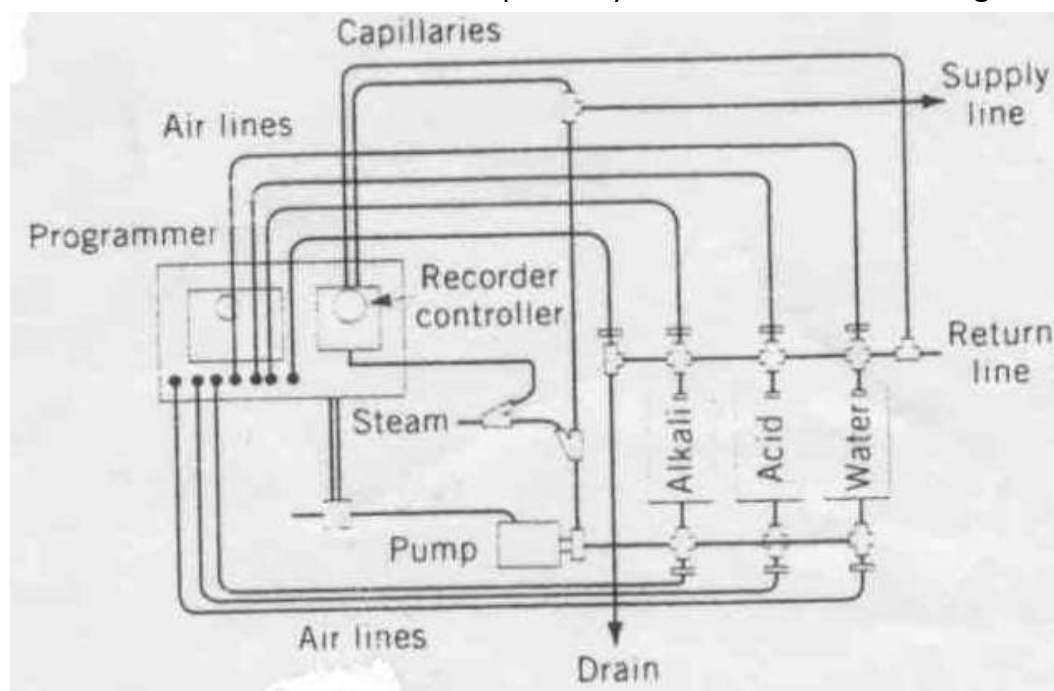 Capillaries
Supply
line
Air lines
Programmer
Recorder
controller
Return
line
Steam
Alkali
Acid
Water
Pump
Air lines
Drain